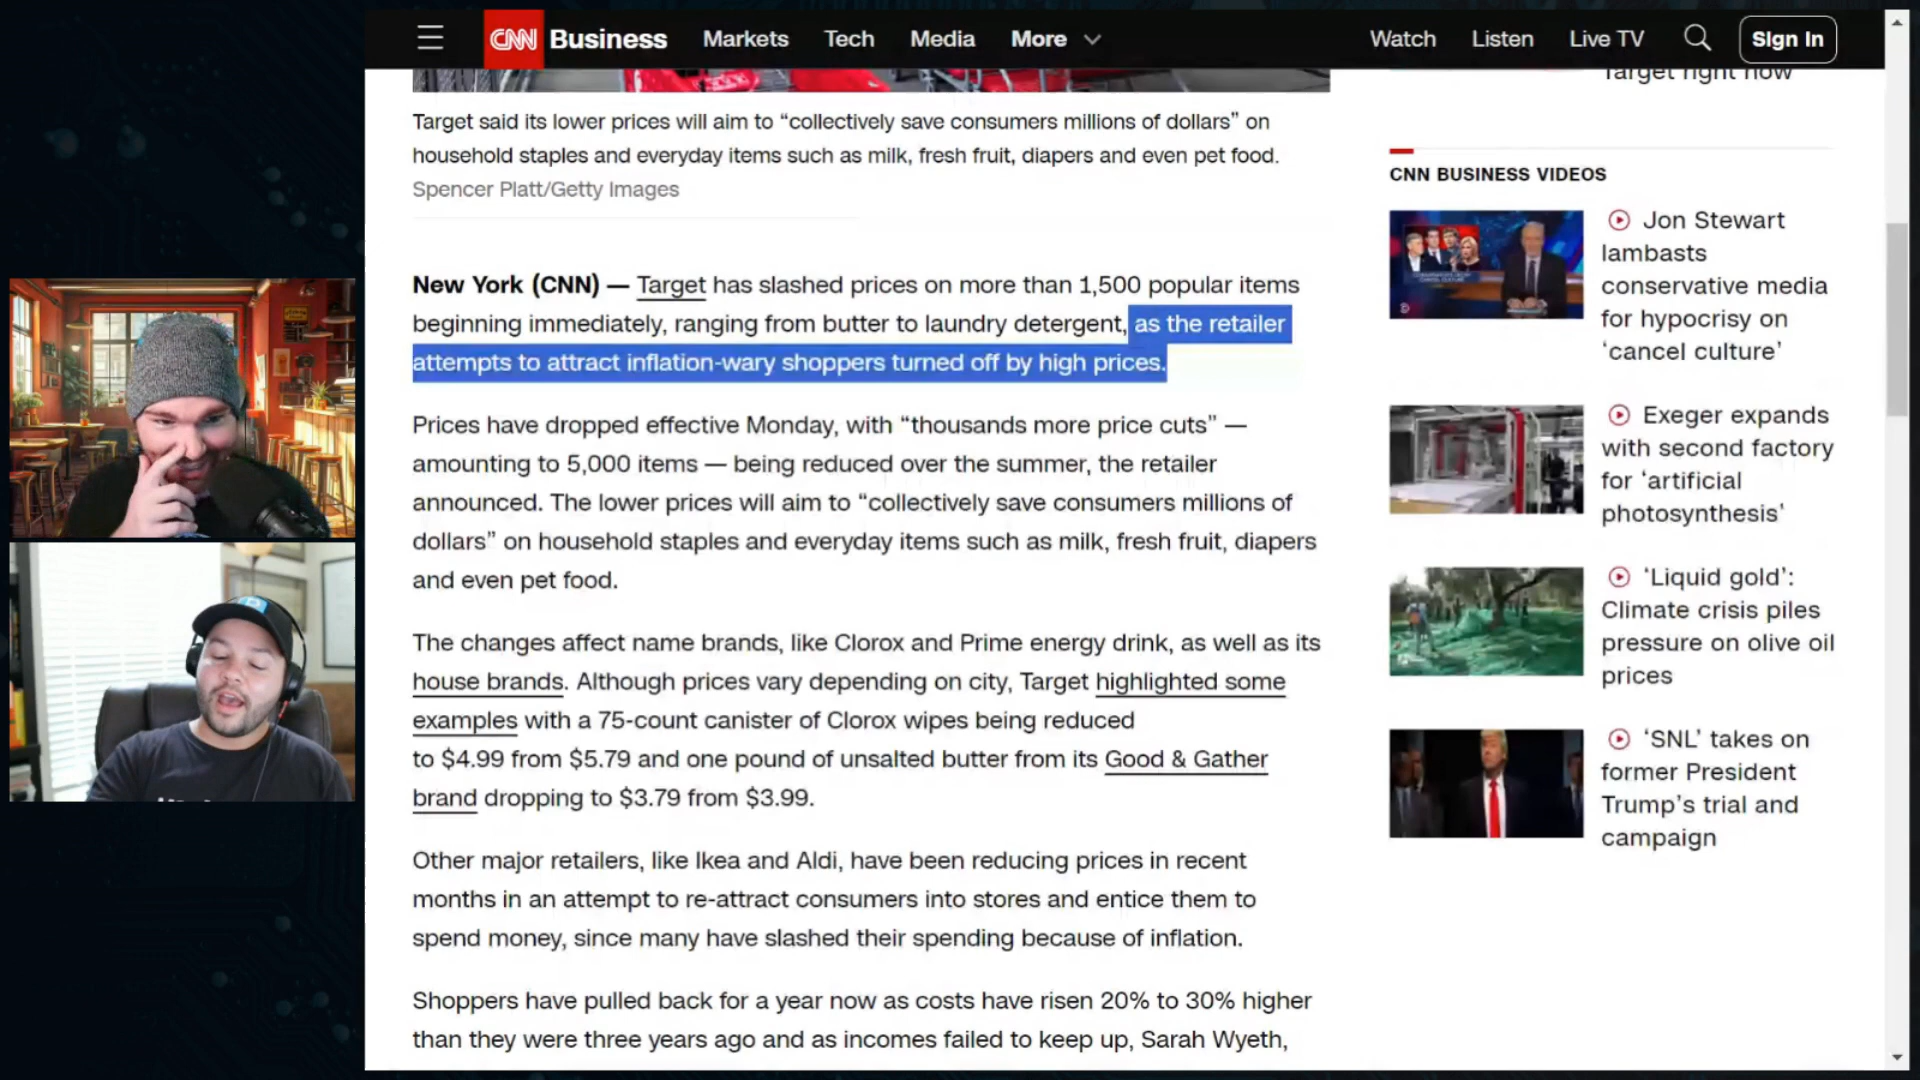 CNN Business Markets Tech Media More Watch Listen Live TV Sign In
Target right now
Target said its lower prices will aim to “collectively save consumers millions of dollars” on
household staples and everyday items such as milk, fresh fruit, diapers and even pet food.
Spencer Platt/Getty Images
New York (CNN) — Target has slashed prices on more than 1,500 popular items
beginning immediately, ranging from butter to laundry detergent, as the retailer
attempts to attract inflation-wary shoppers turned off by high prices.
Prices have dropped effective Monday, with “thousands more price cuts” —
amounting to 5,000 items — being reduced over the summer, the retailer
announced. The lower prices will aim to “collectively save consumers millions of
dollars” on household staples and everyday items such as milk, fresh fruit, diapers
and even pet food.
The changes affect name brands, like Clorox and Prime energy drink, as well as its
house brands. Although prices vary depending on city, Target highlighted some
examples with a 75-count canister of Clorox wipes being reduced
to $4.99 from $5.79 and one pound of unsalted butter from its Good & Gather
brand dropping to $3.79 from $3.99.
Other major retailers, like Ikea and Aldi, have been reducing prices in recent
months in an attempt to re-attract consumers into stores and entice them to
spend money, since many have slashed their spending because of inflation.
Shoppers have pulled back for a year now as costs have risen 20% to 30% higher
than they were three years ago and as incomes failed to keep up, Sarah Wyeth,
CNN BUSINESS VIDEOS
Jon Stewart
lambasts
conservative media
for hypocrisy on
‘cancel culture’
Exeger expands
with second factory
for ‘artificial
photosynthesis‘
‘Liquid gold’:
Climate crisis piles
pressure on olive oil
prices
‘SNL’ takes on
former President
Trump’s trial and
campaign